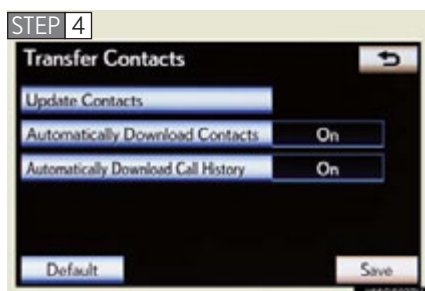 STEP 4
Transfer Contacts
Update Contacts
Automatically Download Contacts On
Automatically Download Call History On
Default Save